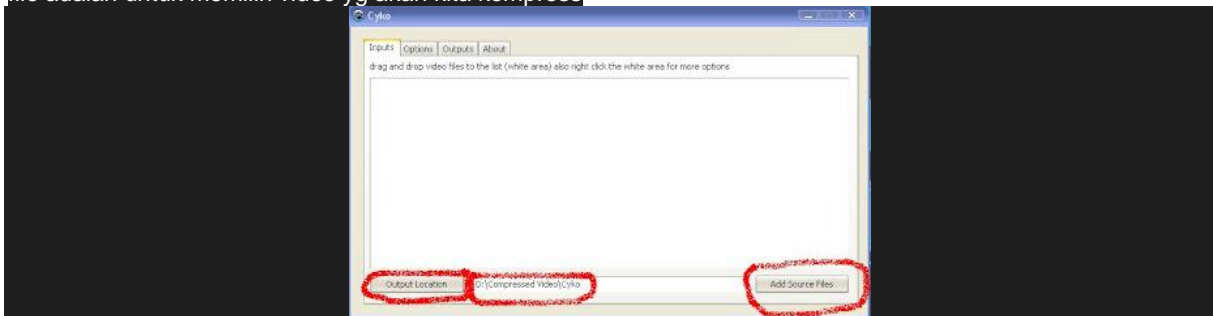 file adalah untuk memilih video yg akan kita kompress
Cyko
Inputs Options Outputs About
drag and drop video files to the list (white area) also right click the white area for more options
Output Location D:\Compressed Video\Cyko Add Source Files